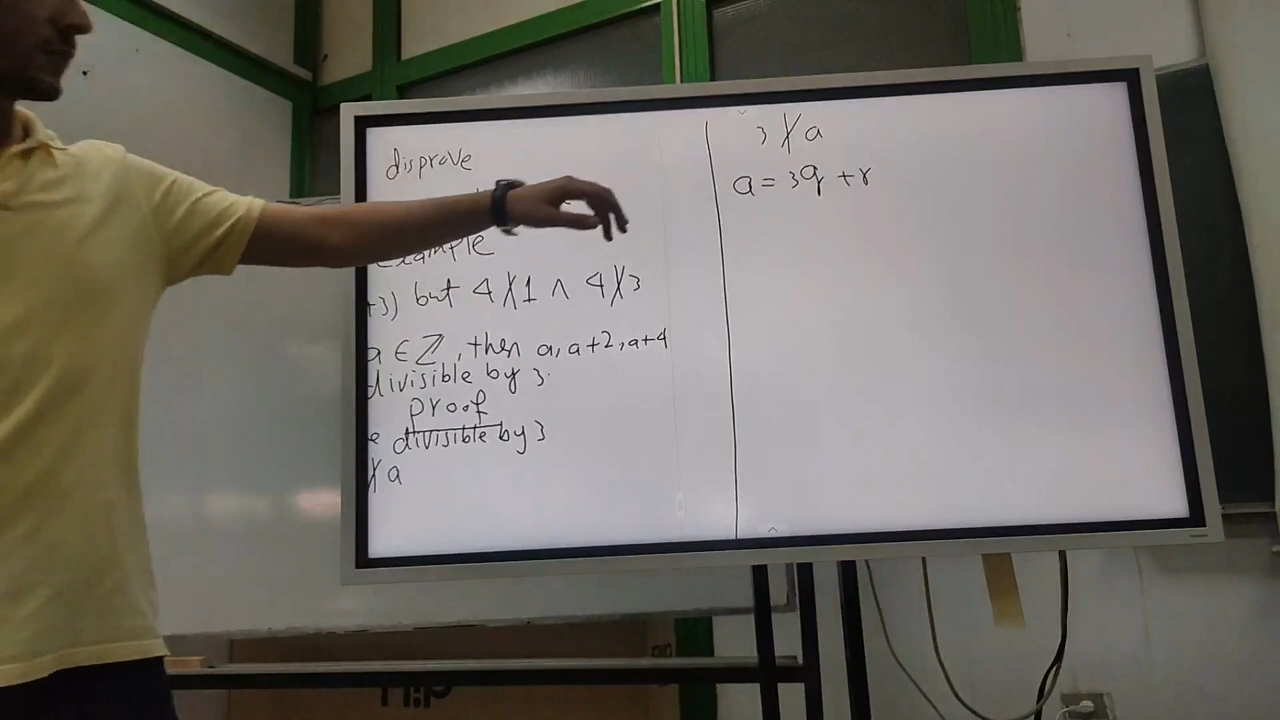 disprove
example
+3) but 4∤1 ∧ 4∤3
a ∈ ℤ, then a, a+2, a+4
divisible by 3.
proof
e divisible by 3
∤a
3∤a
a = 3q + r
hp